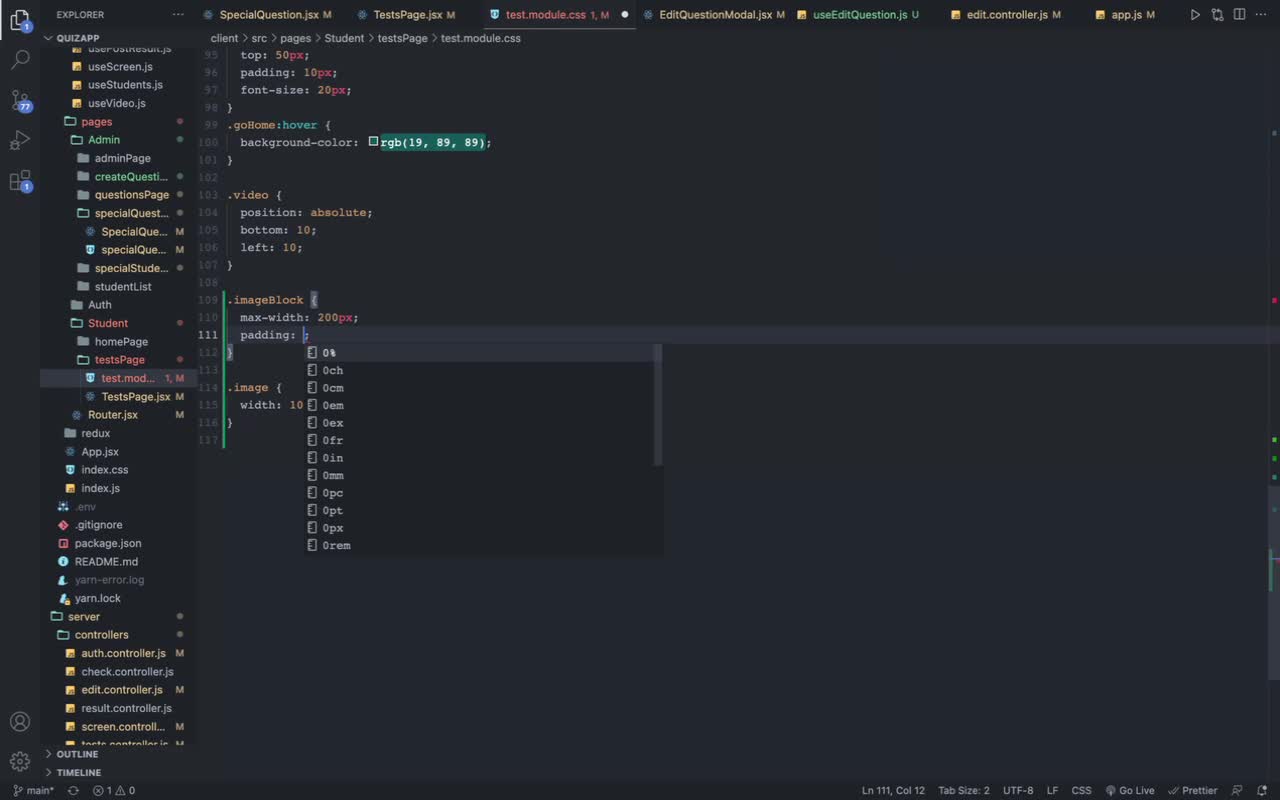 EXPLORER ···
SpecialQuestion.jsx M
TestsPage.jsx M
test.module.css 1, M
EditQuestionModal.jsx M
useEditQuestion.js U
edit.controller.js M
app.js M
client > src > pages > Student > testsPage > test.module.css
QUIZAPP
usePostResult.js
useScreen.js
useStudents.js
useVideo.js
pages
Admin
adminPage
createQuesti...
questionsPage
specialQuest...
SpecialQue... M
specialQue... M
specialStude...
studentList
Auth
Student
homePage
testsPage
test.mod... 1, M
TestsPage.jsx M
Router.jsx M
redux
App.jsx
index.css
index.js
.env
.gitignore
package.json
README.md
yarn-error.log
yarn.lock
server
controllers
auth.controller.js M
check.controller.js
edit.controller.js M
result.controller.js
screen.controll... M
tests.controller.js M
OUTLINE
TIMELINE
1
77
1
95 top: 50px;
96 padding: 10px;
97 font-size: 20px;
98 }
99 .goHome:hover {
100 background-color: rgb(19, 89, 89);
101 }
102
103 .video {
104 position: absolute;
105 bottom: 10;
106 left: 10;
107 }
108
109 .imageBlock {
110 max-width: 200px;
111 padding: ;
112 }
113
114 .image {
115 width: 10
116 }
117
0%
0ch
0cm
0em
0ex
0fr
0in
0mm
0pc
0pt
0px
0rem
main* 1 0 Ln 111, Col 12 Tab Size: 2 UTF-8 LF CSS Go Live Prettier